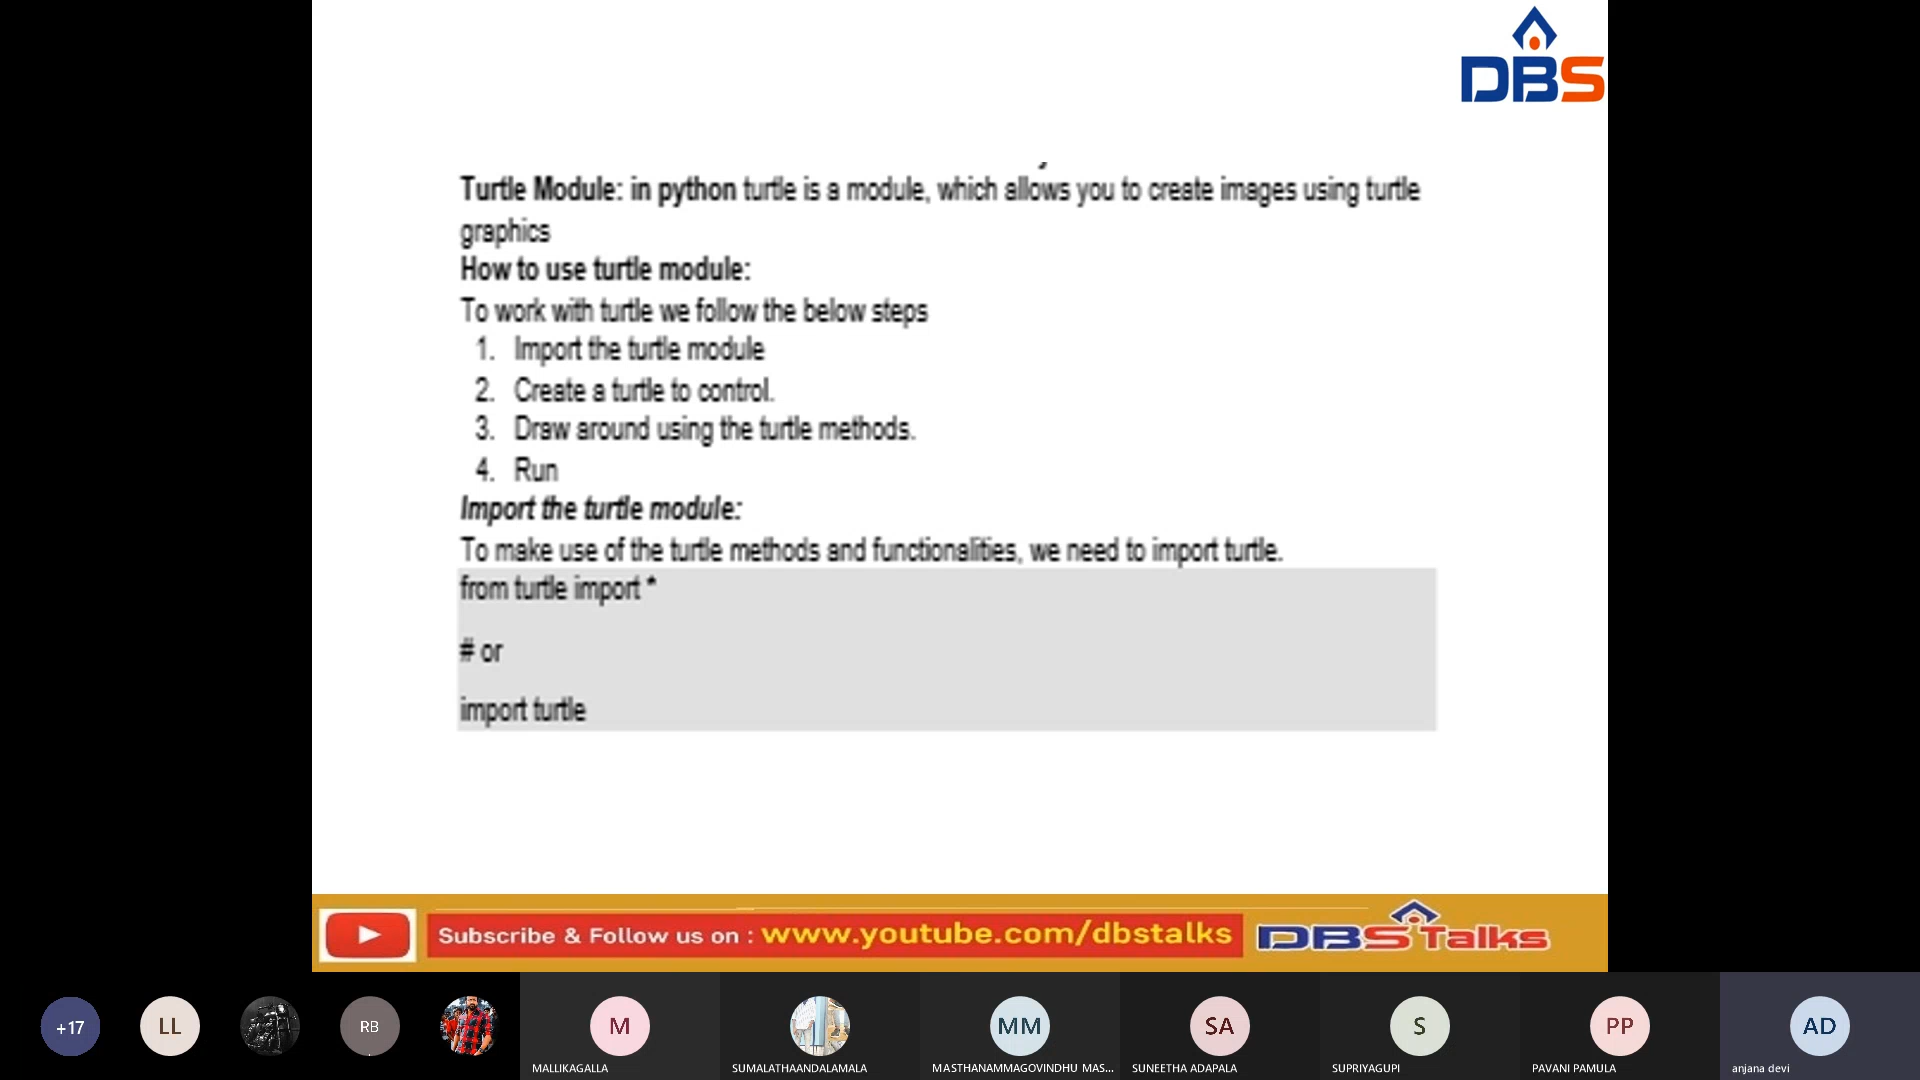 DBS
Turtle Module: in python turtle is a module, which allows you to create images using turtle
graphics
How to use turtle module:
To work with turtle we follow the below steps
1. Import the turtle module
2. Create a turtle to control.
3. Draw around using the turtle methods.
4. Run
Import the turtle module:
To make use of the turtle methods and functionalities, we need to import turtle.
from turtle import *
# or
import turtle
Subscribe & Follow us on : www.youtube.com/dbstalks DBS Talks
+17 LL RB M MM SA S PP AD
MALLIKAGALLA SUMALATHAANDALAMALA MASTHANAMMAGOVINDHU MAS... SUNEETHA ADAPALA SUPRIYAGUPI PAVANI PAMULA anjana devi